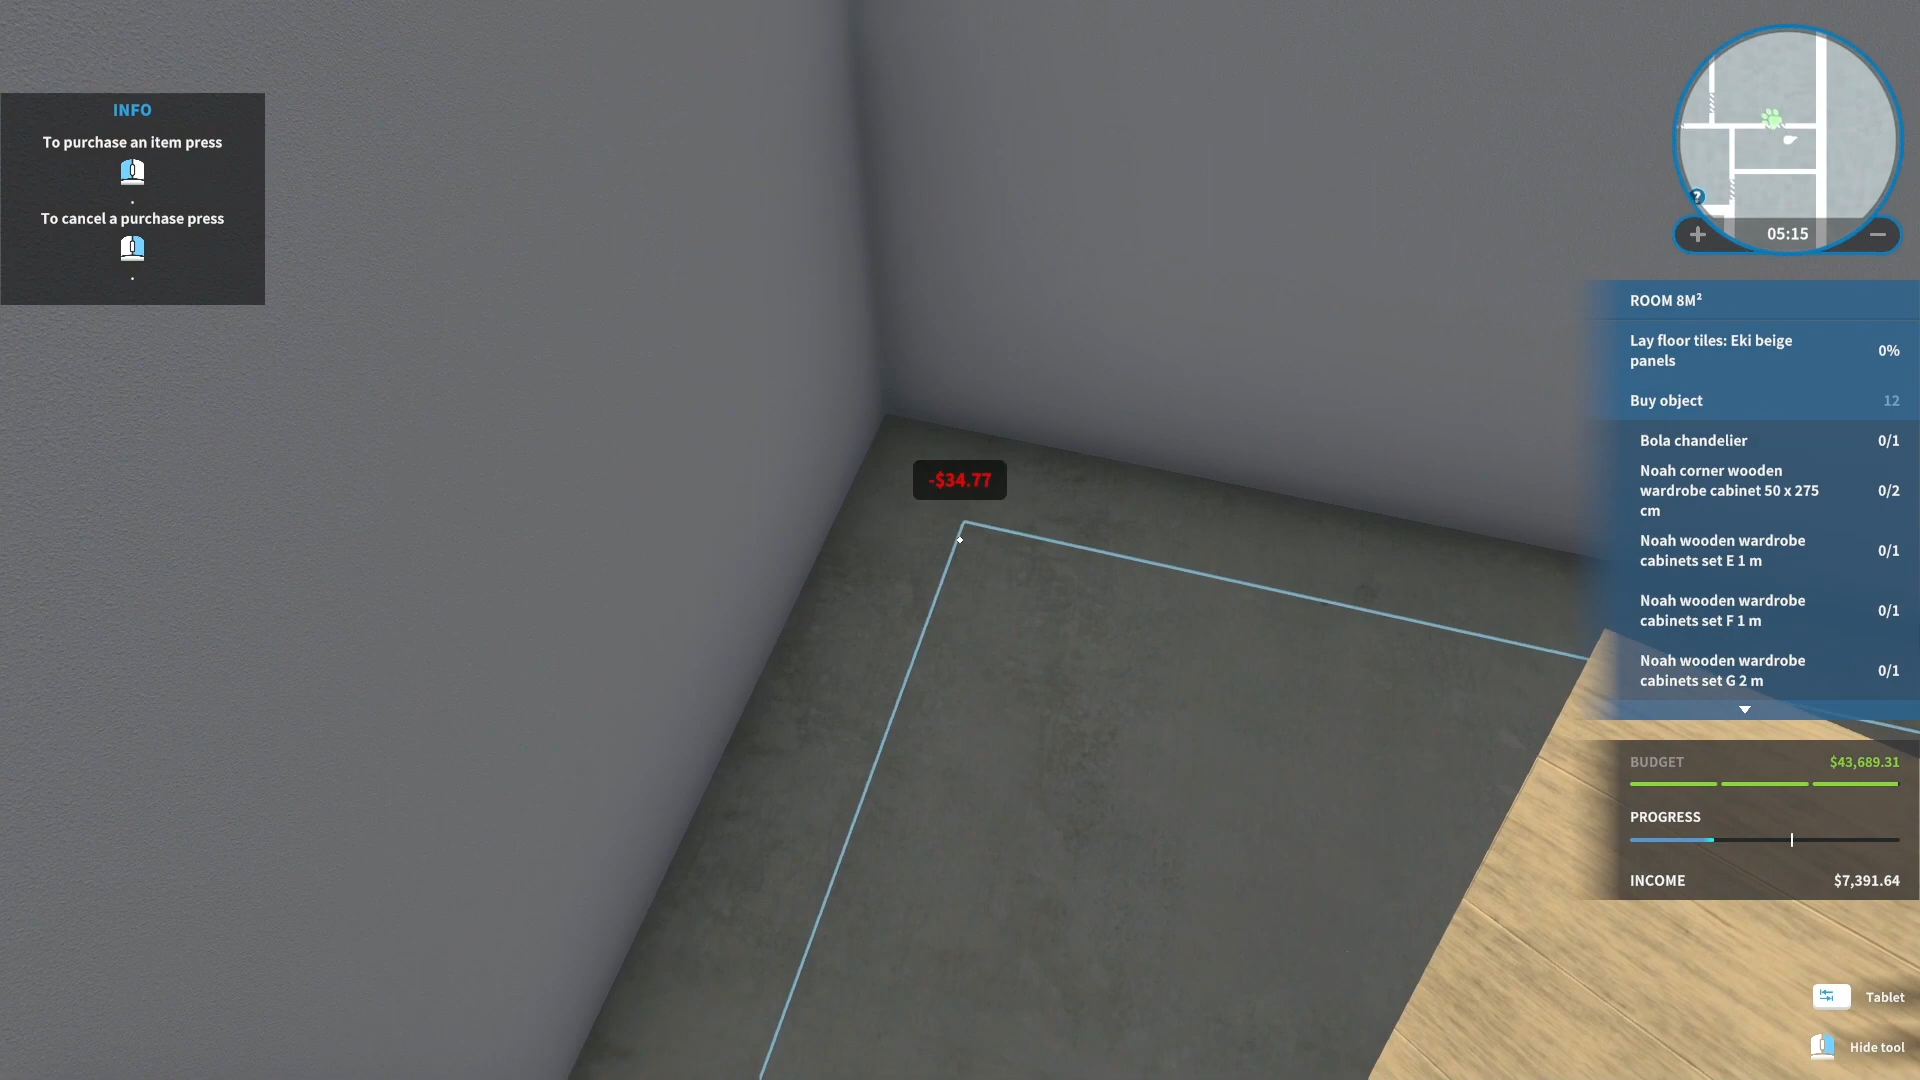 INFO
To purchase an item press
.
To cancel a purchase press
.
-$34.77
?
+ 05:15 −
ROOM 8M²
Lay floor tiles: Eki beige
panels 0%
Buy object 12
Bola chandelier 0/1
Noah corner wooden
wardrobe cabinet 50 x 275 0/2
cm
Noah wooden wardrobe
cabinets set E 1 m 0/1
Noah wooden wardrobe
cabinets set F 1 m 0/1
Noah wooden wardrobe
cabinets set G 2 m 0/1
BUDGET $43,689.31
PROGRESS
INCOME $7,391.64
Tablet
Hide tool